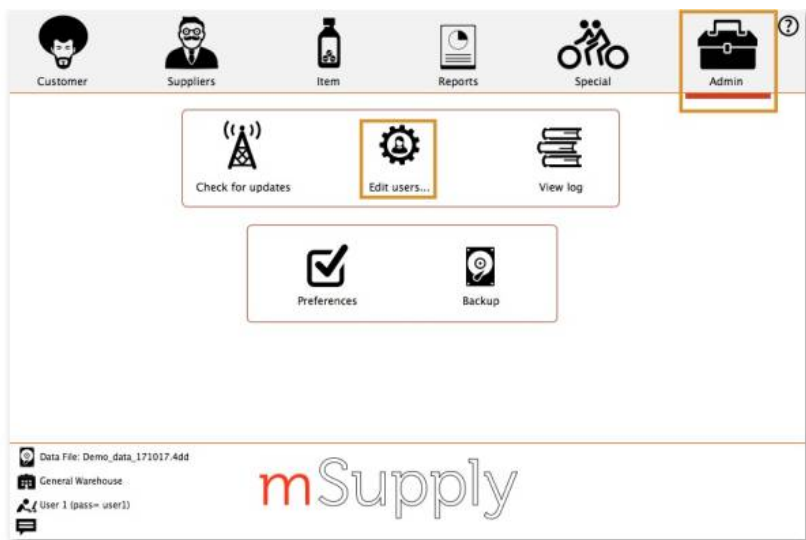 Customer Suppliers Item Reports Special Admin ?
Check for updates Edit users... View log
Preferences Backup
Data File: Demo_data_171017.4dd
General Warehouse
User 1 (pass= user1)
mSupply